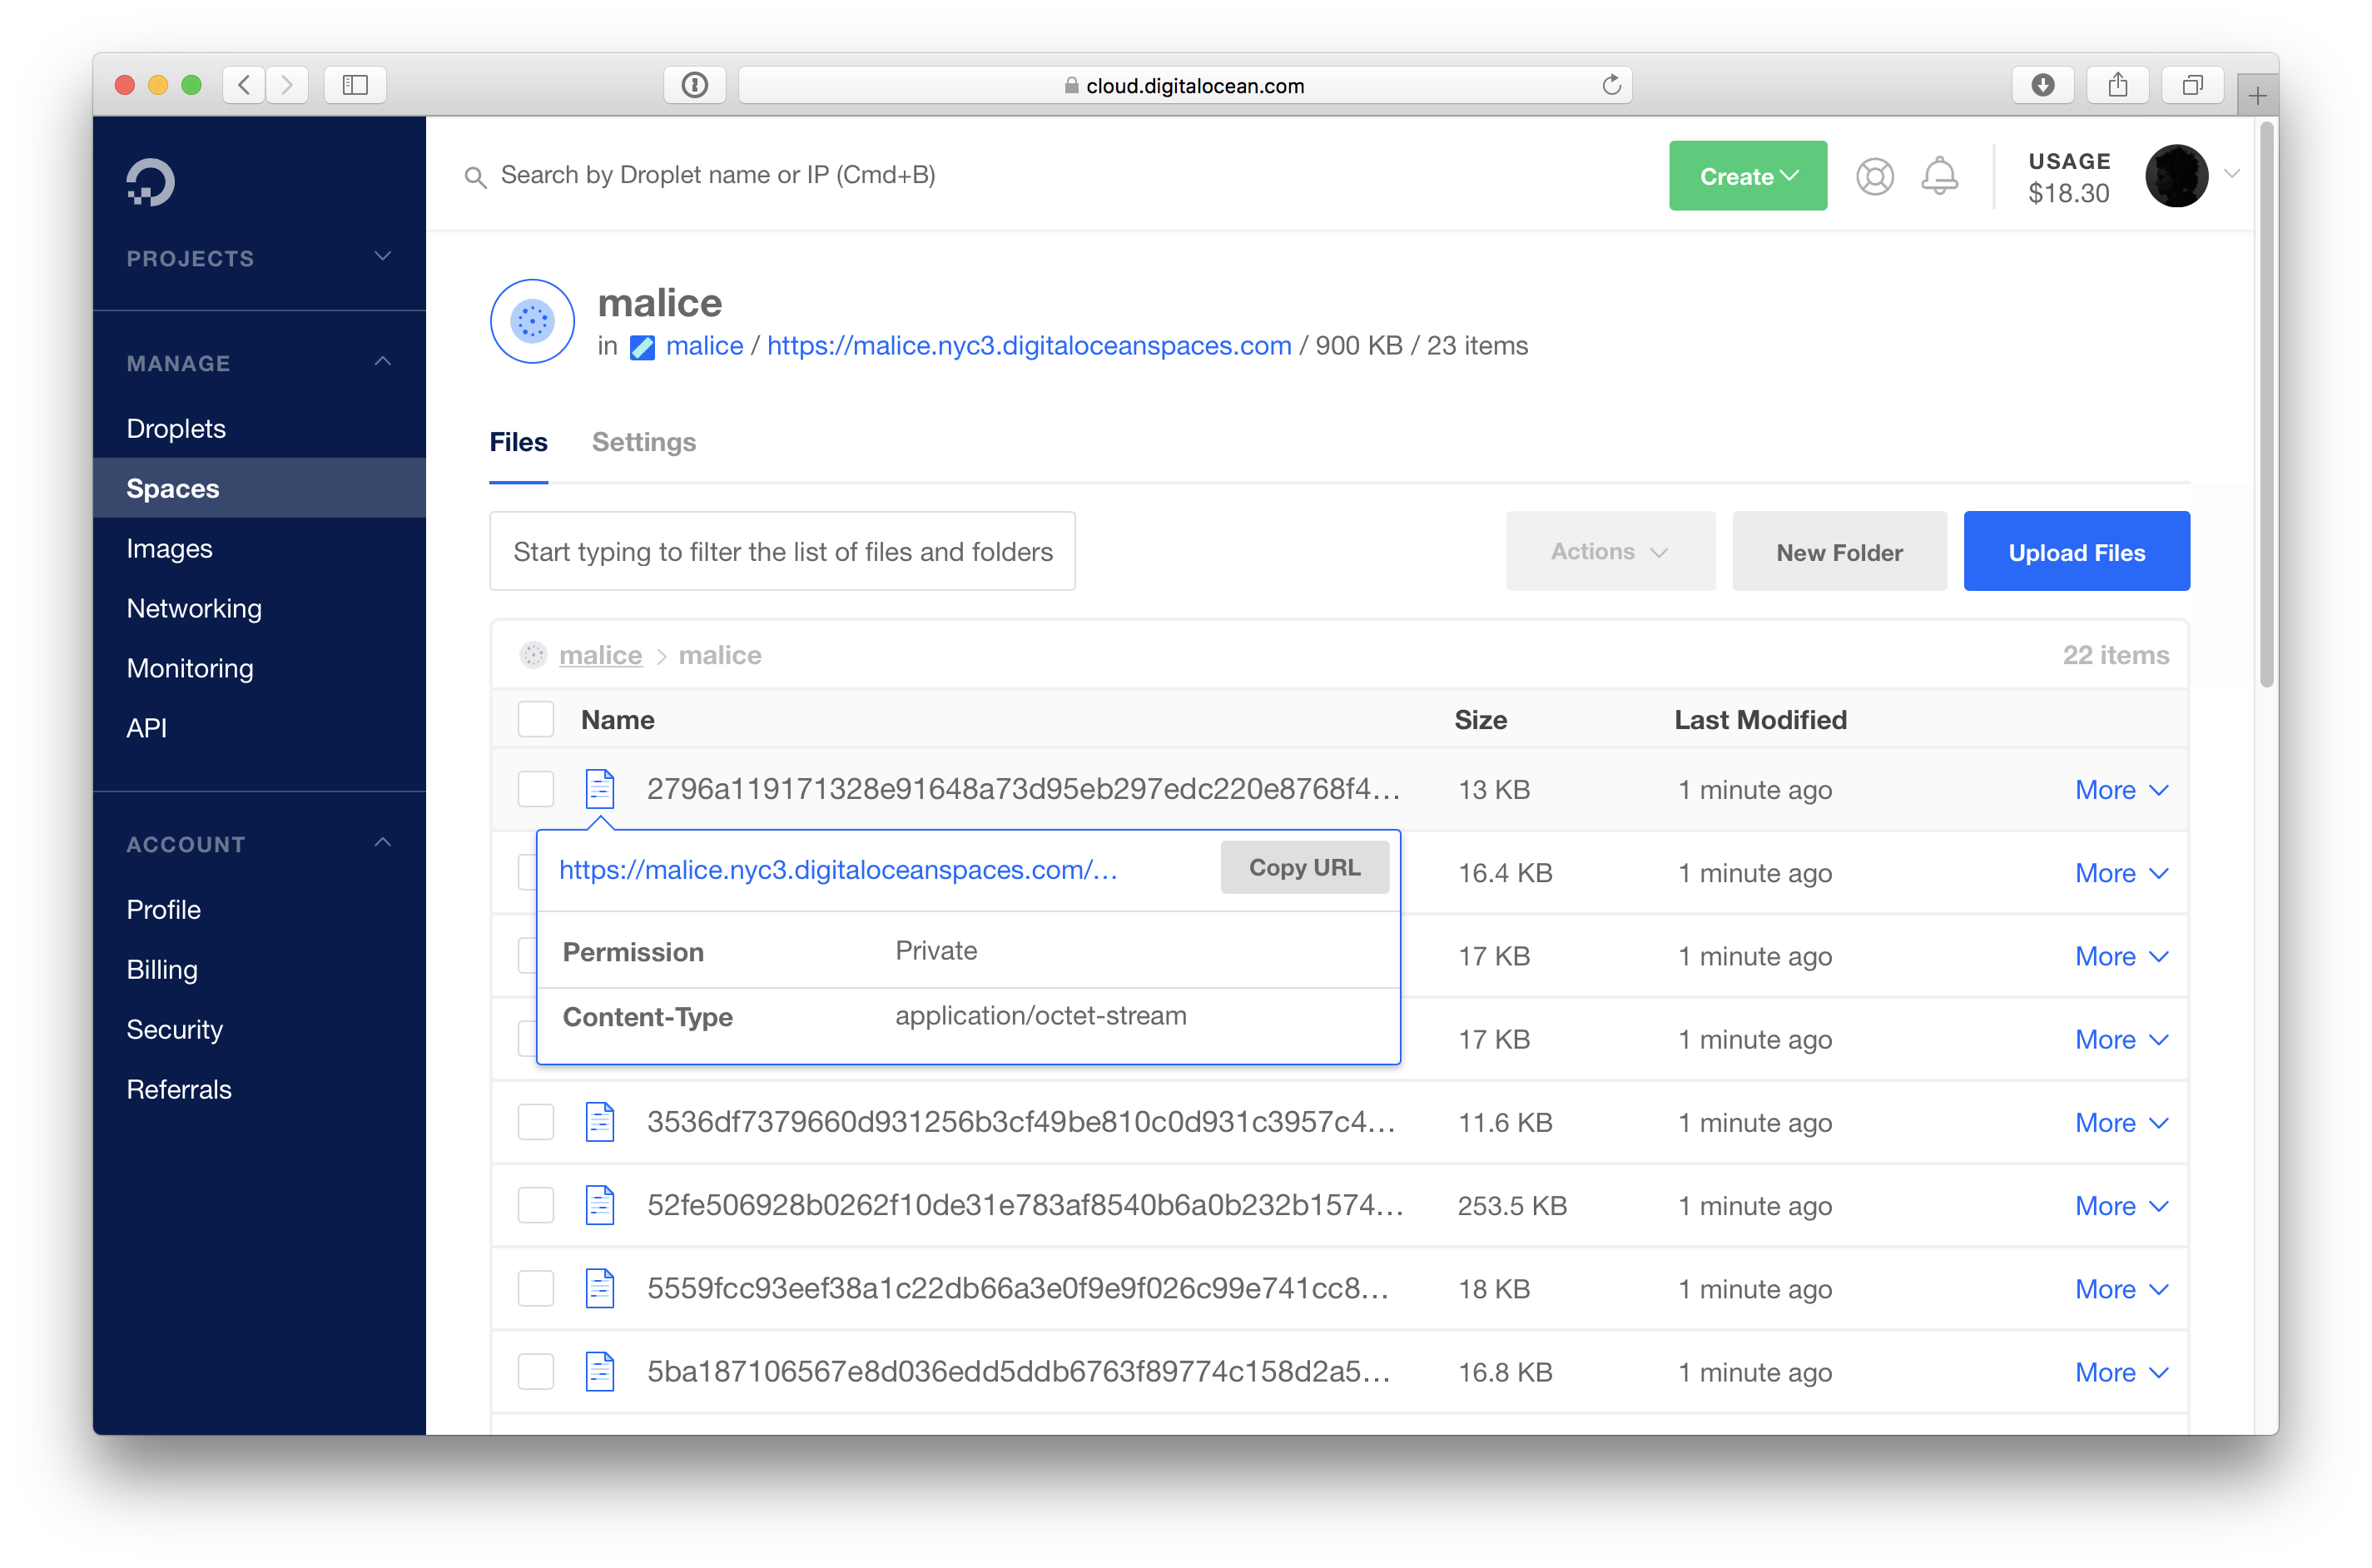 cloud.digitalocean.com
Search by Droplet name or IP (Cmd+B)
Create
USAGE
$18.30
PROJECTS
MANAGE
Droplets
Spaces
Images
Networking
Monitoring
API
ACCOUNT
Profile
Billing
Security
Referrals
malice
in malice / https://malice.nyc3.digitaloceanspaces.com / 900 KB / 23 items
Files Settings
Start typing to filter the list of files and folders
Actions New Folder Upload Files
malice > malice 22 items
Name Size Last Modified
2796a119171328e91648a73d95eb297edc220e8768f4... 13 KB 1 minute ago More
https://malice.nyc3.digitaloceanspaces.com/... Copy URL
Permission Private
Content-Type application/octet-stream
16.4 KB 1 minute ago More
17 KB 1 minute ago More
17 KB 1 minute ago More
3536df7379660d931256b3cf49be810c0d931c3957c4... 11.6 KB 1 minute ago More
52fe506928b0262f10de31e783af8540b6a0b232b1574... 253.5 KB 1 minute ago More
5559fcc93eef38a1c22db66a3e0f9e9f026c99e741cc8... 18 KB 1 minute ago More
5ba187106567e8d036edd5ddb6763f89774c158d2a5... 16.8 KB 1 minute ago More